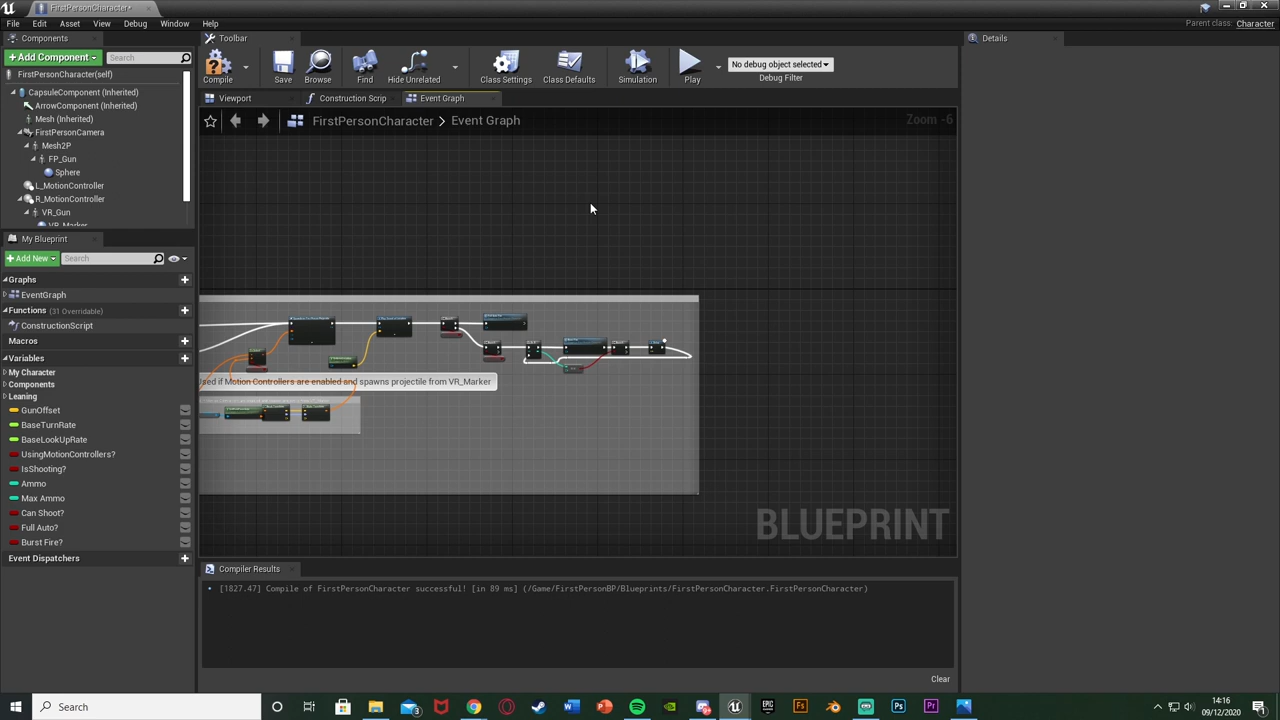 FirstPersonCharacter*
File Edit Asset View Debug Window Help
Parent class: Character
Components
Toolbar
Details
+Add Component
Search
Compile
Save
Browse
Find
Hide Unrelated
Class Settings
Class Defaults
Simulation
Play
No debug object selected
Debug Filter
FirstPersonCharacter(self)
CapsuleComponent (Inherited)
ArrowComponent (Inherited)
Mesh (Inherited)
FirstPersonCamera
Mesh2P
FP_Gun
Sphere
L_MotionController
R_MotionController
VR_Gun
VR_Marker
Viewport
Construction Scrip
Event Graph
FirstPersonCharacter > Event Graph
Zoom -6
My Blueprint
+Add New
Search
Graphs
EventGraph
Functions (31 Overridable)
ConstructionScript
Macros
Variables
My Character
Components
Leaning
GunOffset
BaseTurnRate
BaseLookUpRate
UsingMotionControllers?
IsShooting?
Ammo
Max Ammo
Can Shoot?
Full Auto?
Burst Fire?
Event Dispatchers
used if Motion Controllers are enabled and spawns projectile from VR_Marker
BLUEPRINT
Compiler Results
[1827.47] Compile of FirstPersonCharacter successful! [in 89 ms] (/Game/FirstPersonBP/Blueprints/FirstPersonCharacter.FirstPersonCharacter)
Clear
Search
14:16
09/12/2020